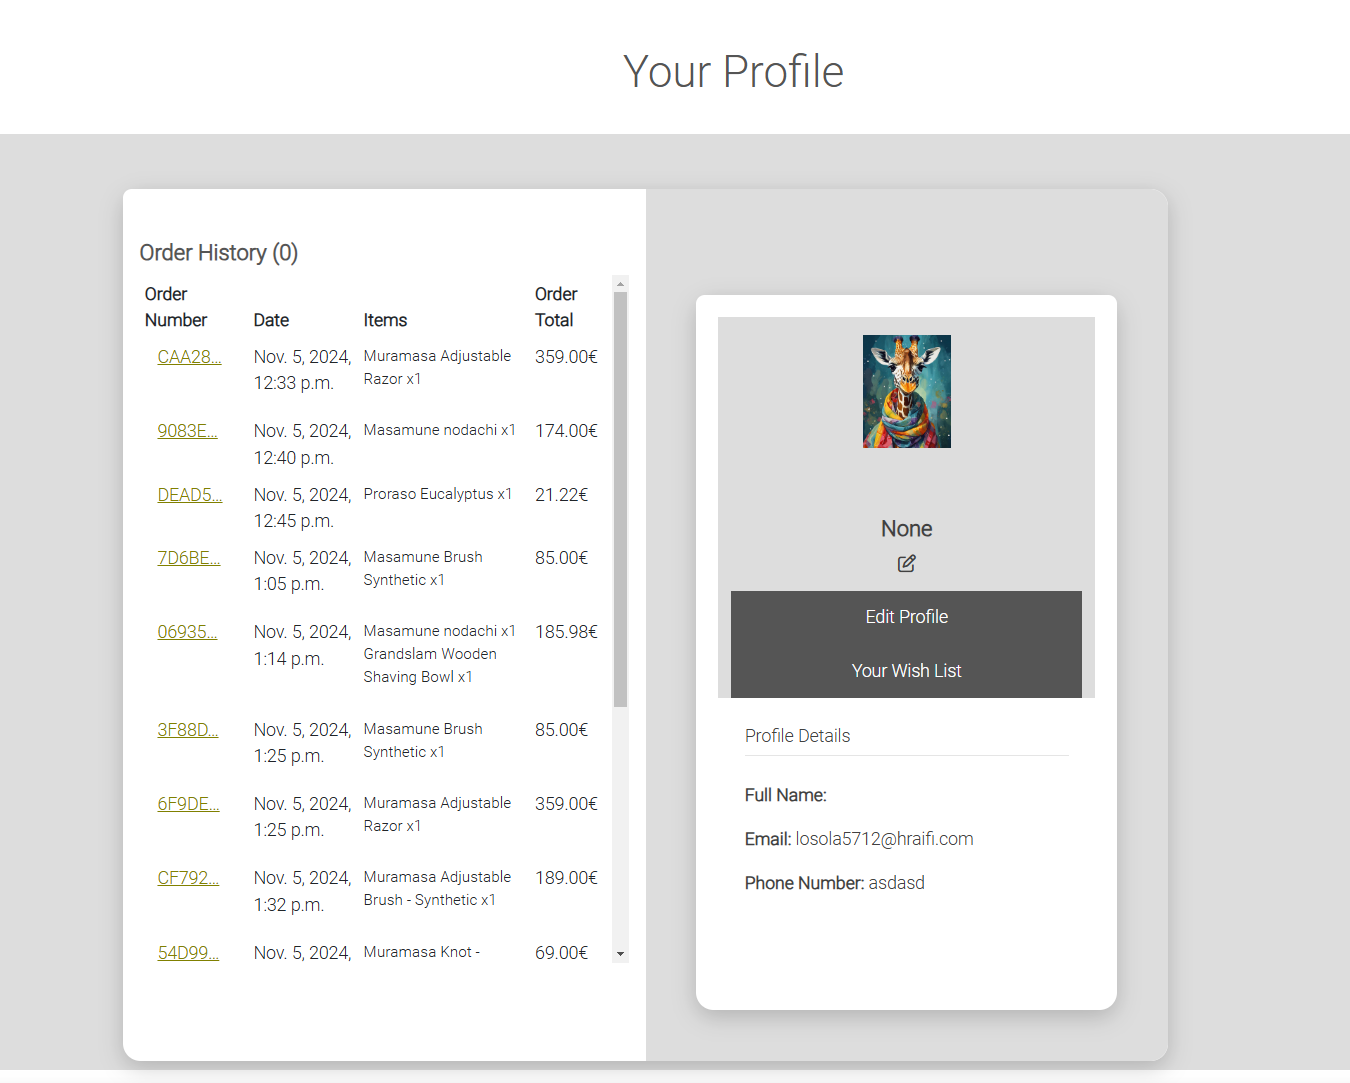 Your Profile
Order History (0)
Order Number Date Items Order Total
CAA28... Nov. 5, 2024, 12:33 p.m. Muramasa Adjustable Razor x1 359.00€
9083E... Nov. 5, 2024, 12:40 p.m. Masamune nodachi x1 174.00€
DEAD5... Nov. 5, 2024, 12:45 p.m. Proraso Eucalyptus x1 21.22€
7D6BE... Nov. 5, 2024, 1:05 p.m. Masamune Brush Synthetic x1 85.00€
06935... Nov. 5, 2024, 1:14 p.m. Masamune nodachi x1 Grandslam Wooden Shaving Bowl x1 185.98€
3F88D... Nov. 5, 2024, 1:25 p.m. Masamune Brush Synthetic x1 85.00€
6F9DE... Nov. 5, 2024, 1:25 p.m. Muramasa Adjustable Razor x1 359.00€
CF792... Nov. 5, 2024, 1:32 p.m. Muramasa Adjustable Brush - Synthetic x1 189.00€
54D99... Nov. 5, 2024, Muramasa Knot - 69.00€
None
Edit Profile
Your Wish List
Profile Details
Full Name:
Email: losola5712@hraifi.com
Phone Number: asdasd